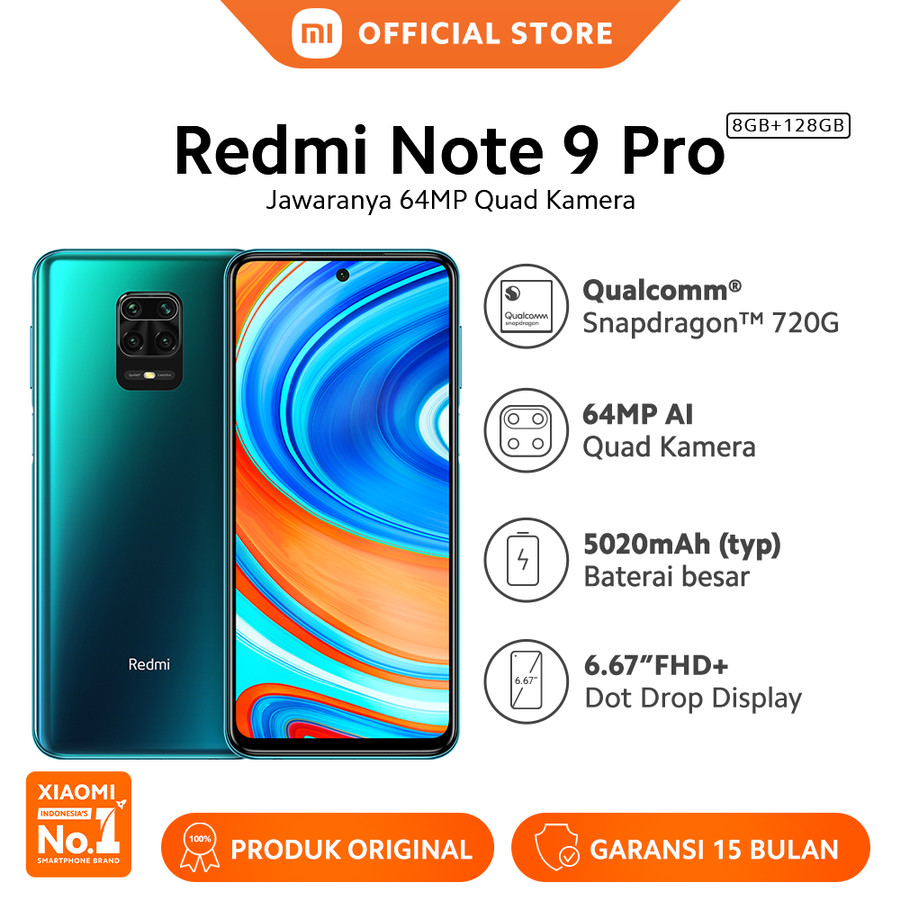 mi OFFICIAL STORE
Redmi Note 9 Pro 8GB+128GB
Jawaranya 64MP Quad Kamera
Qualcomm
snapdragon
Qualcomm®
Snapdragon™ 720G
64MP AI
Quad Kamera
5020mAh (typ)
Baterai besar
6.67"
6.67"FHD+
Dot Drop Display
Redmi
XIAOMI
INDONESIA'S
No.1
SMARTPHONE BRAND
100%
PRODUK ORIGINAL
GARANSI 15 BULAN